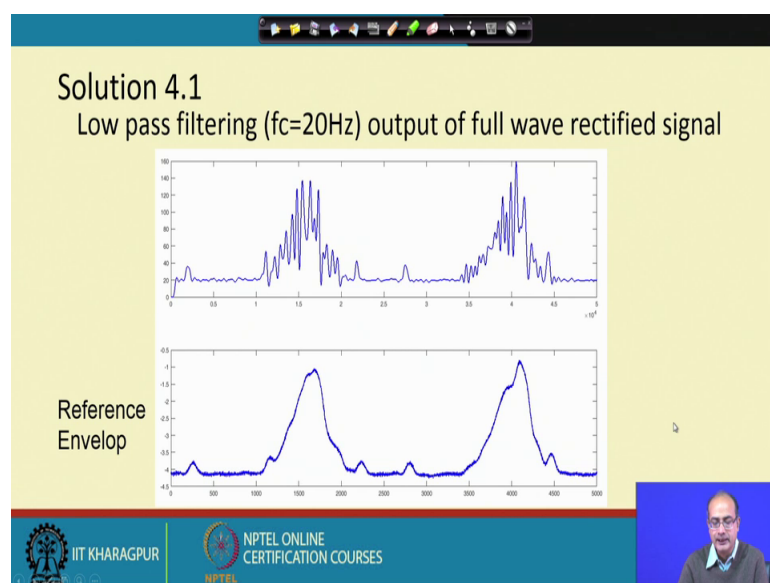 Solution 4.1
Low pass filtering (fc=20Hz) output of full wave rectified signal
160
140
120
100
80
60
40
20
0
0 0.5 1 1.5 2 2.5 3 3.5 4 4.5 5
×10⁴
Reference
Envelop
-0.5
-1
-1.5
-2
-2.5
-3
-3.5
-4
-4.5
0 500 1000 1500 2000 2500 3000 3500 4000 4500 5000
IIT KHARAGPUR
NPTEL ONLINE
CERTIFICATION COURSES
NPTEL